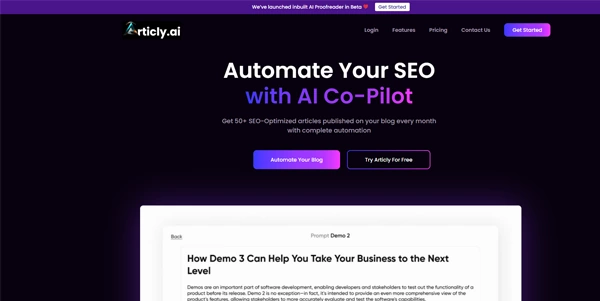 We've launched Inbuilt AI Proofreader in Beta ❤️ Get Started
Articly.ai
Login Features Pricing Contact Us Get Started
Automate Your SEO
with AI Co-Pilot
Get 50+ SEO-Optimized articles published on your blog every month
with complete automation
Automate Your Blog Try Articly For Free
Back Prompt Demo 2
How Demo 3 Can Help You Take Your Business to the Next
Level
Demos are an important part of software development, enabling developers and stakeholders to test out the functionality of
a product before its release. Demo 2 is no exception—in fact, it's intended to provide an even more comprehensive view of the
product's features, allowing stakeholders to more accurately evaluate and test the software's capabilities.